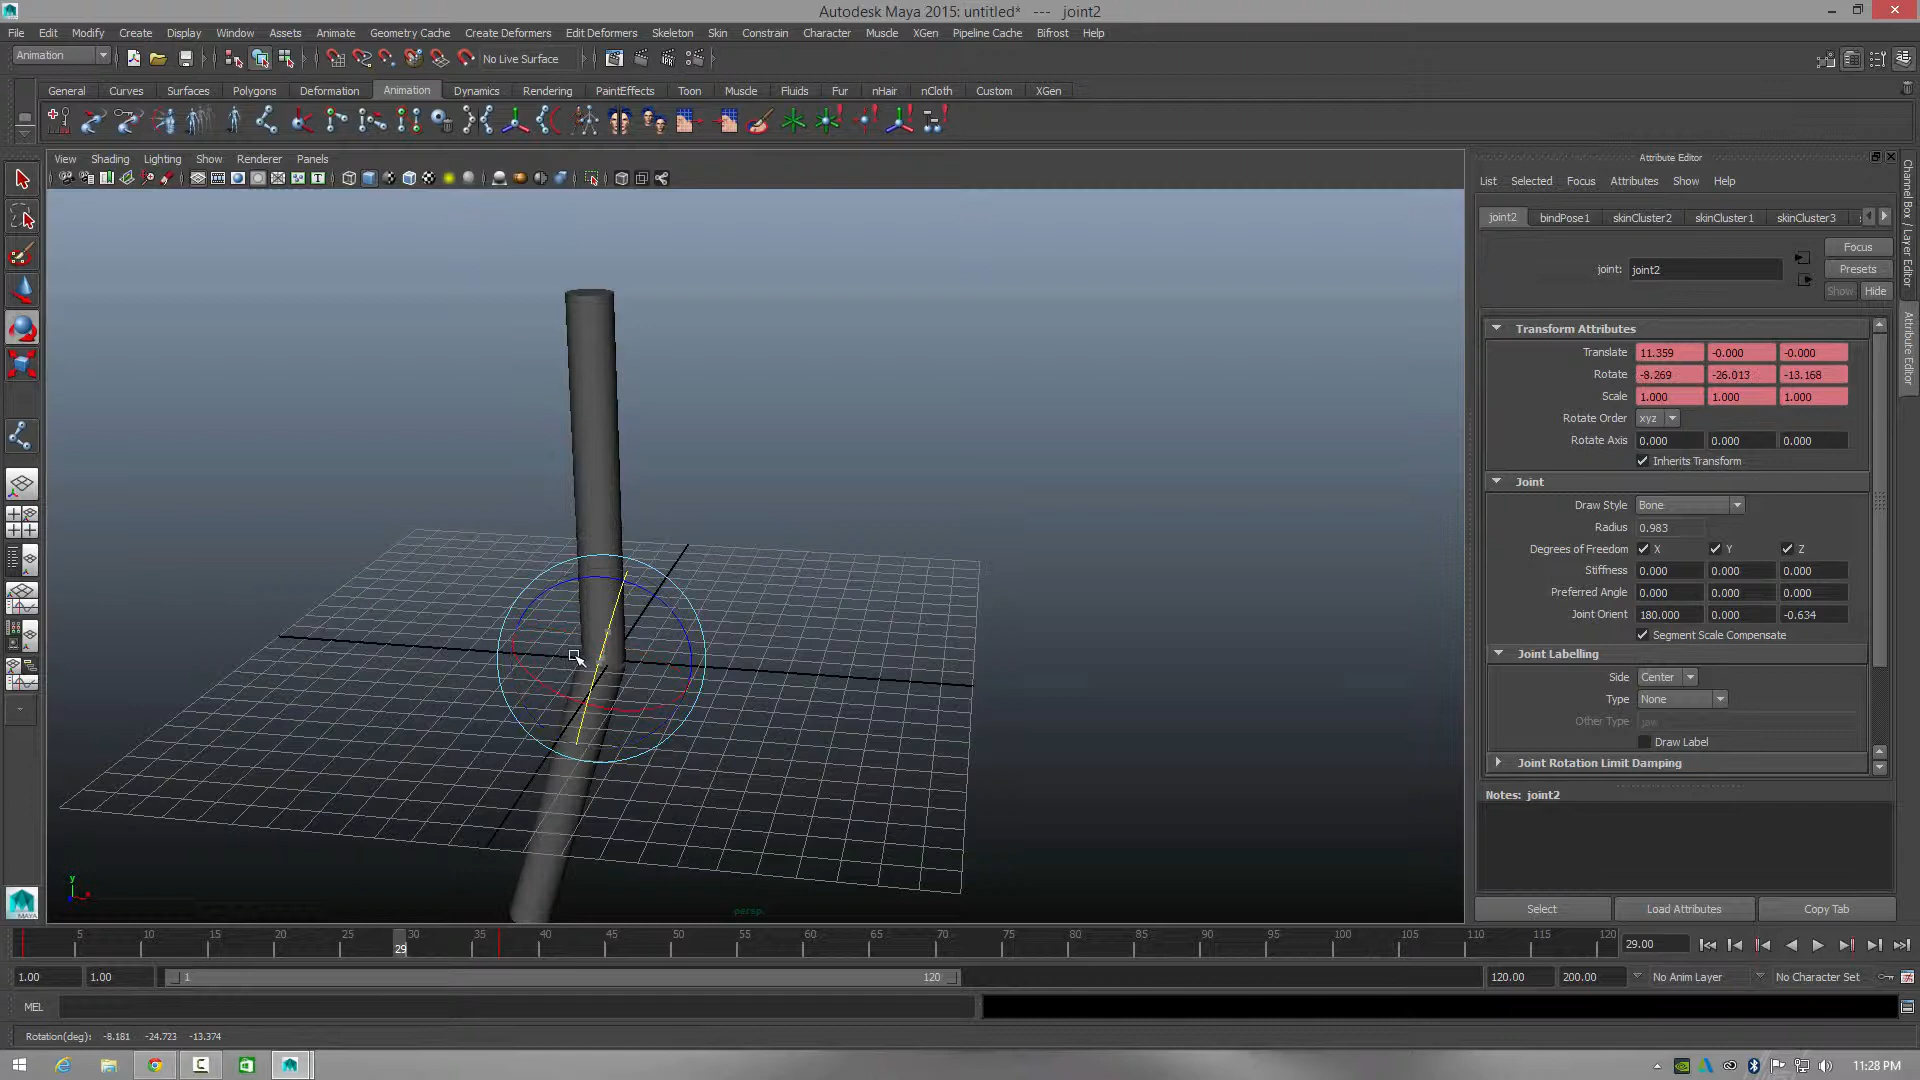 Autodesk Maya 2015: untitled*   ---   joint2
File Edit Modify Create Display Window Assets Animate Geometry Cache Create Deformers Edit Deformers Skeleton Skin Constrain Character Muscle XGen Pipeline Cache Bifrost Help
Animation
No Live Surface
General Curves Surfaces Polygons Deformation Animation Dynamics Rendering PaintEffects Toon Muscle Fluids Fur nHair nCloth Custom XGen
View Shading Lighting Show Renderer Panels
Attribute Editor
List Selected Focus Attributes Show Help
joint2 bindPose1 skinCluster2 skinCluster1 skinCluster3
Focus
joint: joint2
Presets
Show Hide
Transform Attributes
Translate 11.359 -0.000 -0.000
Rotate -8.269 -26.013 -13.168
Scale 1.000 1.000 1.000
Rotate Order xyz
Rotate Axis 0.000 0.000 0.000
Inherits Transform
Joint
Draw Style Bone
Radius 0.983
Degrees of Freedom X Y Z
Stiffness 0.000 0.000 0.000
Preferred Angle 0.000 0.000 0.000
Joint Orient 180.000 0.000 -0.634
Segment Scale Compensate
Joint Labelling
Side Center
Type None
Other Type jaw
Draw Label
Joint Rotation Limit Damping
Notes: joint2
Select Load Attributes Copy Tab
Channel Box / Layer Editor
Attribute Editor
y
persp
MAYA
5 10 15 20 25 30 35 40 45 50 55 60 65 70 75 80 85 90 95 100 105 110 115 120
29
29.00
1.00 1.00 1 120 120.00 200.00 No Anim Layer No Character Set
MEL
Rotation(deg): -8.181 -24.723 -13.374
11:28 PM